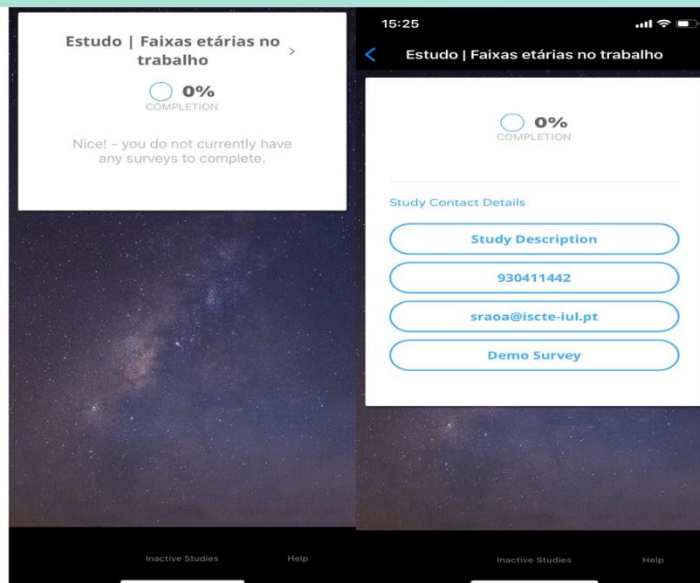 Estudo | Faixas etárias no
trabalho
>
0%
COMPLETION
Nice! - you do not currently have
any surveys to complete.
Inactive Studies
Help
15:25
Estudo | Faixas etárias no trabalho
0%
COMPLETION
Study Contact Details
Study Description
930411442
sraoa@iscte-iul.pt
Demo Survey
Inactive Studies
Help